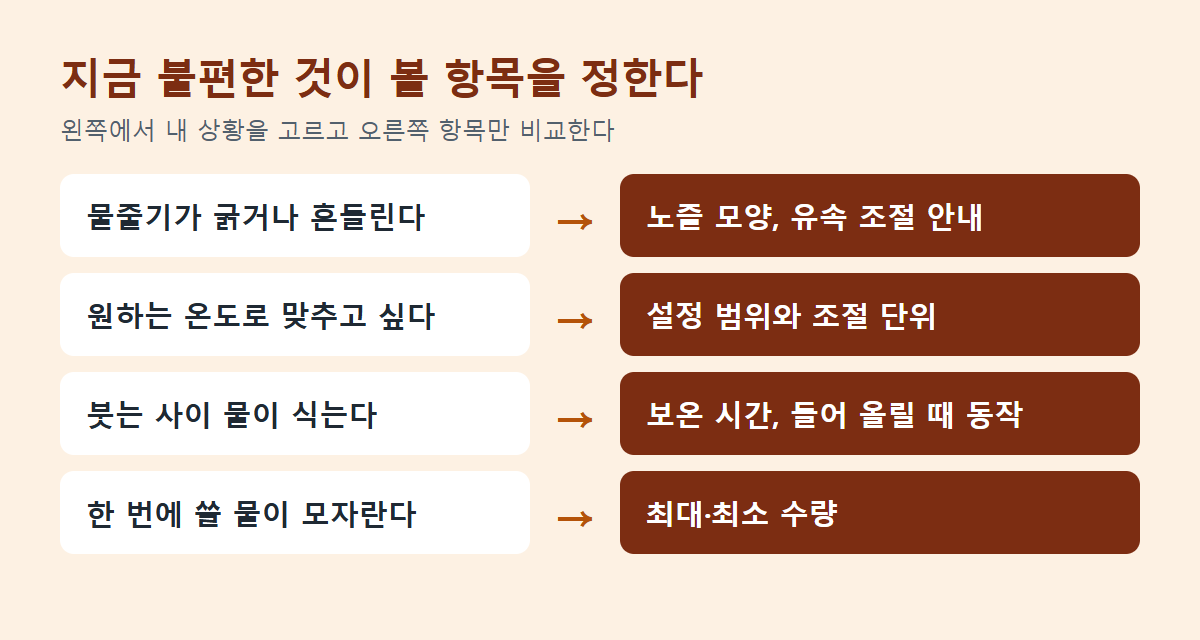 지금 불편한 것이 볼 항목을 정한다
왼쪽에서 내 상황을 고르고 오른쪽 항목만 비교한다
물줄기가 굵거나 흔들린다 → 노즐 모양, 유속 조절 안내
원하는 온도로 맞추고 싶다 → 설정 범위와 조절 단위
붓는 사이 물이 식는다 → 보온 시간, 들어 올릴 때 동작
한 번에 쓸 물이 모자란다 → 최대·최소 수량